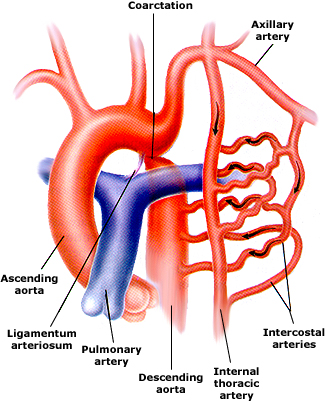 Coarctation
Axillary
artery
Ascending
aorta
Ligamentum
arteriosum
Pulmonary
artery
Descending
aorta
Internal
thoracic
artery
Intercostal
arteries